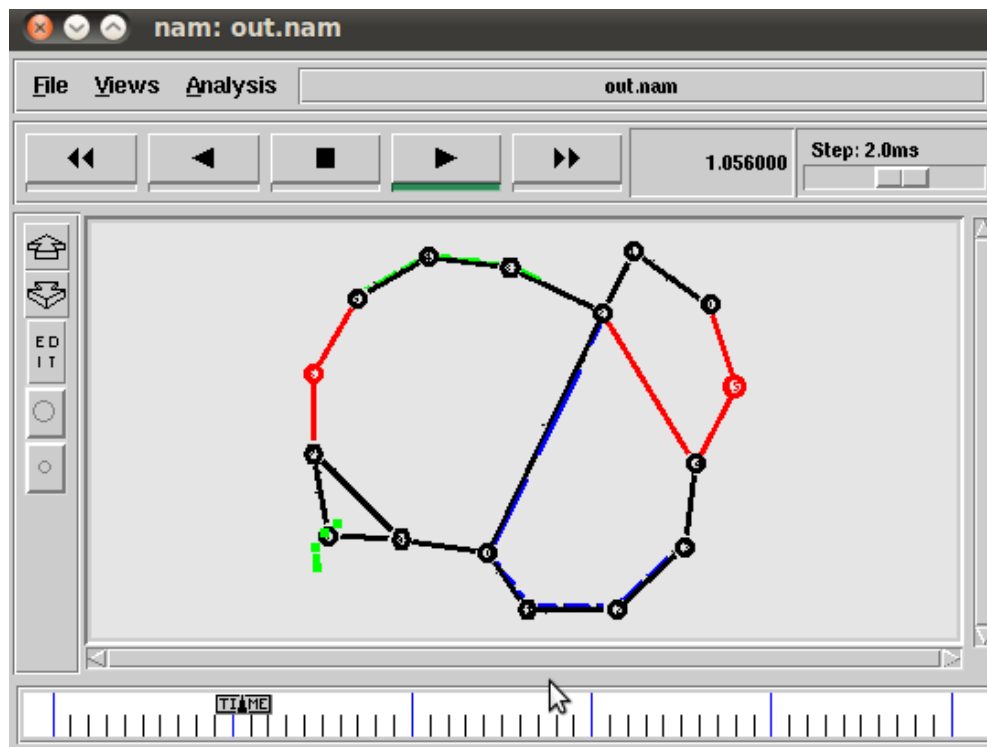 nam: out.nam
File Views Analysis out.nam
1.056000 Step: 2.0ms
ED
IT
TIME